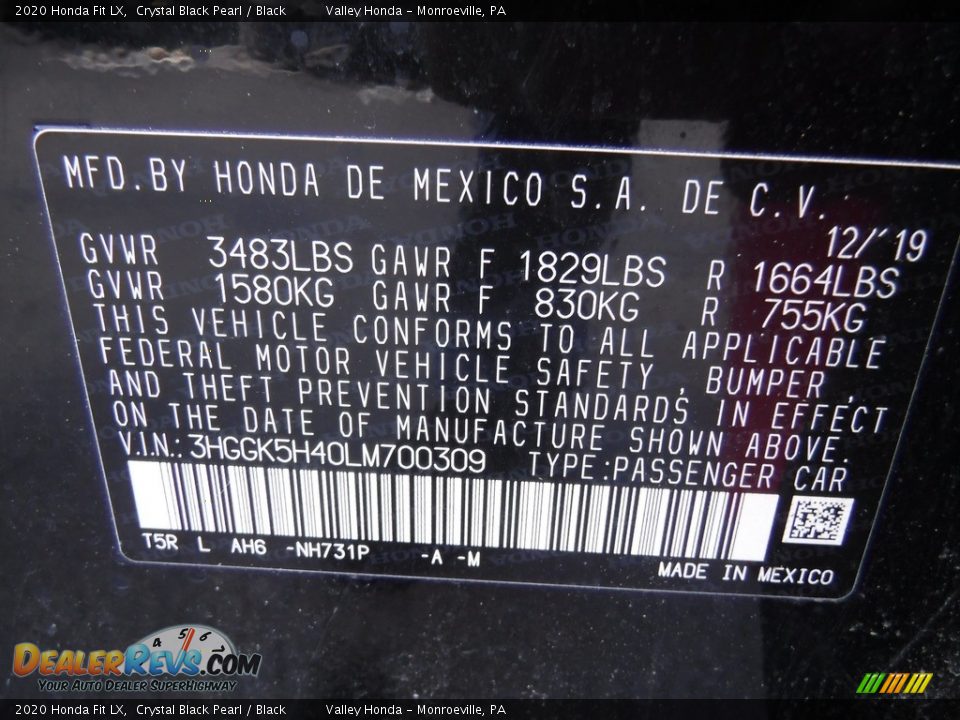 2020 Honda Fit LX, Crystal Black Pearl / Black Valley Honda - Monroeville, PA
MFD.BY HONDA DE MEXICO S.A. DE C.V.
12/'19
GVWR 3483LBS GAWR F 1829LBS R 1664LBS
GVWR 1580KG GAWR F 830KG R 755KG
THIS VEHICLE CONFORMS TO ALL APPLICABLE
FEDERAL MOTOR VEHICLE SAFETY , BUMPER ,
AND THEFT PREVENTION STANDARDS IN EFFECT
ON THE DATE OF MANUFACTURE SHOWN ABOVE.
V.IN.: 3HGGK5H40LM700309 TYPE:PASSENGER CAR
T5R L AH6 -NH731P -A -M
MADE IN MEXICO
4 5 6
DEALERREVS.COM
YOUR AUTO DEALER SUPERHIGHWAY
2020 Honda Fit LX, Crystal Black Pearl / Black Valley Honda - Monroeville, PA